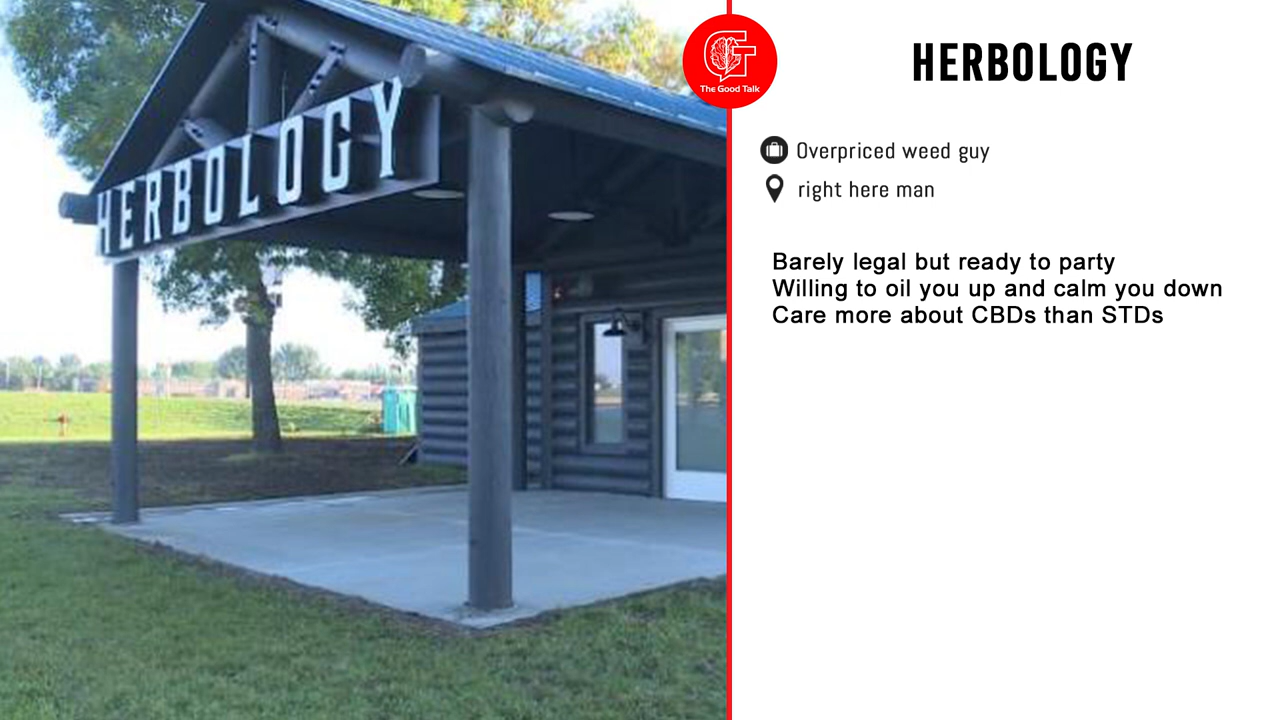 HERBOLOGY
The Good Talk
HERBOLOGY
Overpriced weed guy
right here man
Barely legal but ready to party
Willing to oil you up and calm you down
Care more about CBDs than STDs